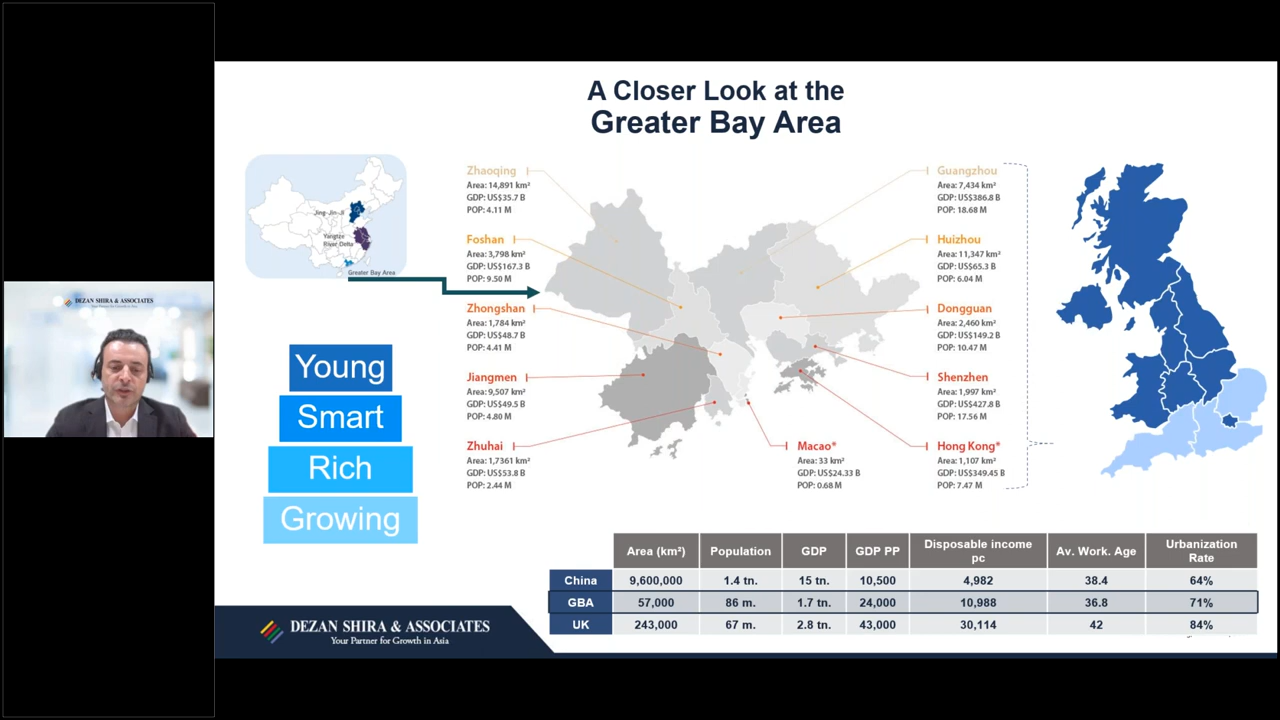 A Closer Look at the
Greater Bay Area
Jing-Jin-Ji
Yangtze
River Delta
Greater Bay Area
Young
Smart
Rich
Growing
DEZAN SHIRA & ASSOCIATES
Zhaoqing
Area: 14,891 km²
GDP: US$35.7 B
POP: 4.11 M
Foshan
Area: 3,798 km²
GDP: US$167.3 B
POP: 9.50 M
Zhongshan
Area: 1,784 km²
GDP: US$48.7 B
POP: 4.41 M
Jiangmen
Area: 9,507 km²
GDP: US$49.5 B
POP: 4.80 M
Zhuhai
Area: 1,7361 km²
GDP: US$53.8 B
POP: 2.44 M
Macao*
Area: 33 km²
GDP: US$24.33 B
POP: 0.68 M
Guangzhou
Area: 7,434 km²
GDP: US$386.8 B
POP: 18.68 M
Huizhou
Area: 11,347 km²
GDP: US$65.3 B
POP: 6.04 M
Dongguan
Area: 2,460 km²
GDP: US$149.2 B
POP: 10.47 M
Shenzhen
Area: 1,997 km²
GDP: US$427.8 B
POP: 17.56 M
Hong Kong*
Area: 1,107 km²
GDP: US$349.45 B
POP: 7.47 M
Area (km²) Population GDP GDP PP Disposable income pc Av. Work. Age Urbanization Rate
China 9,600,000 1.4 tn. 15 tn. 10,500 4,982 38.4 64%
GBA 57,000 86 m. 1.7 tn. 24,000 10,988 36.8 71%
UK 243,000 67 m. 2.8 tn. 43,000 30,114 42 84%
DEZAN SHIRA & ASSOCIATES
Your Partner for Growth in Asia